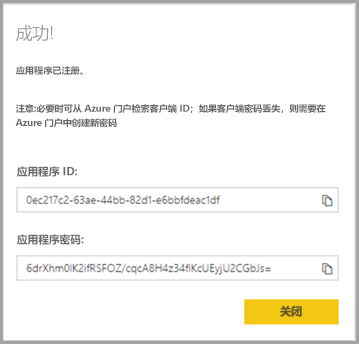 成功!
应用程序已注册。
注意:必要时可从 Azure 门户检索客户端 ID；如果客户端密码丢失，则需要在
Azure 门户中创建新密码
应用程序 ID:
0ec217c2-63ae-44bb-82d1-e6bbfdeac1df
应用程序密码:
6drXhm0IK2ifRSFOZ/cqcA8H4z34flKcUEyjU2CGbJs=
关闭